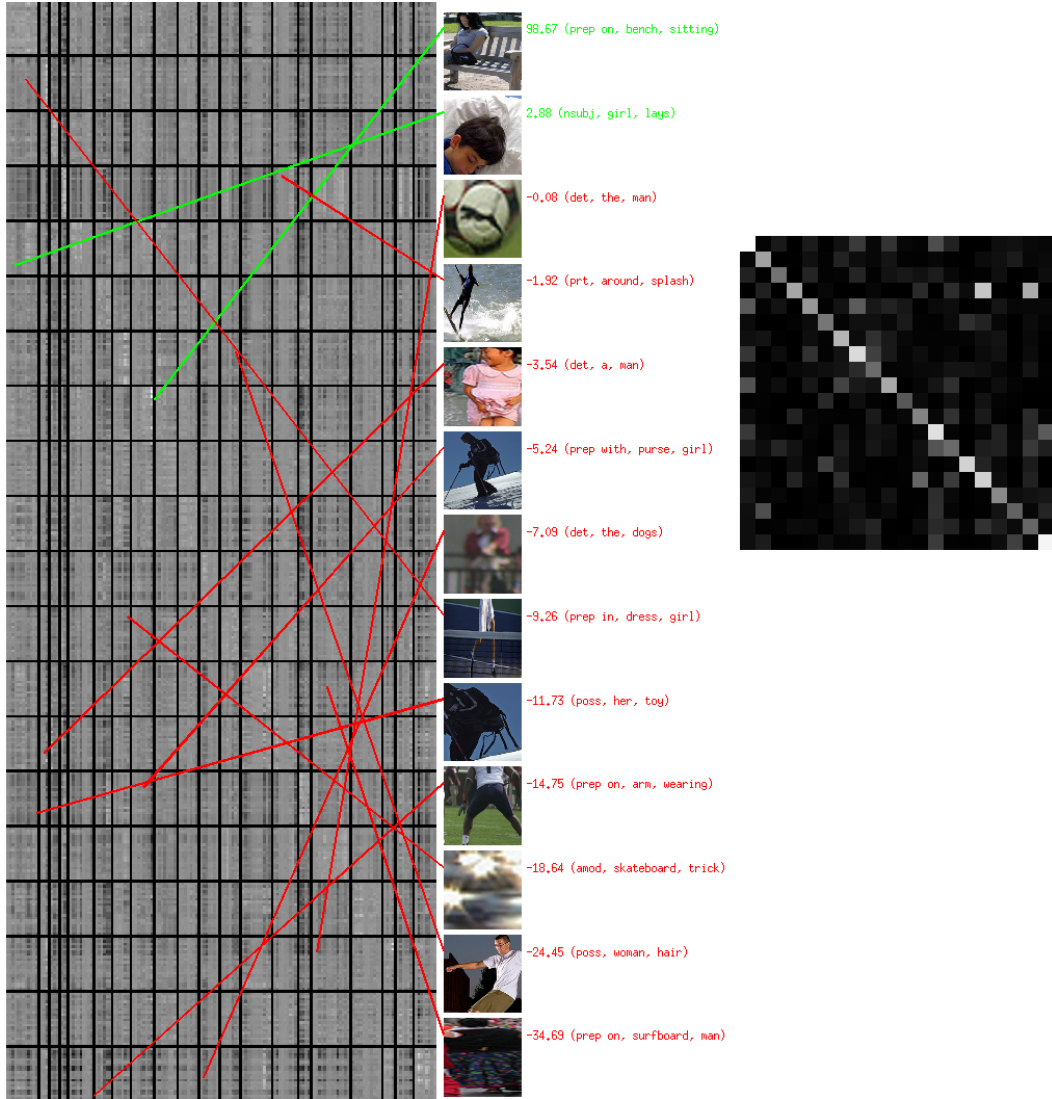 98.67 (prep on, bench, sitting)
2.88 (nsubj, girl, lays)
-0.08 (det, the, man)
-1.92 (prt, around, splash)
-3.54 (det, a, man)
-5.24 (prep with, purse, girl)
-7.09 (det, the, dogs)
-9.26 (prep in, dress, girl)
-11.73 (poss, her, toy)
-14.75 (prep on, arm, wearing)
-18.64 (amod, skateboard, trick)
-24.45 (poss, woman, hair)
-34.69 (prep on, surfboard, man)